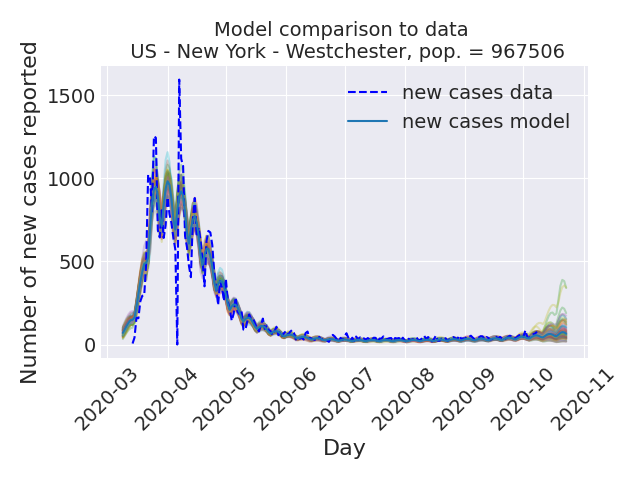 Model comparison to data
US - New York - Westchester, pop. = 967506
Number of new cases reported
1500
1000
500
0
new cases data
new cases model
2020-03
2020-04
2020-05
2020-06
2020-07
2020-08
2020-09
2020-10
2020-11
Day